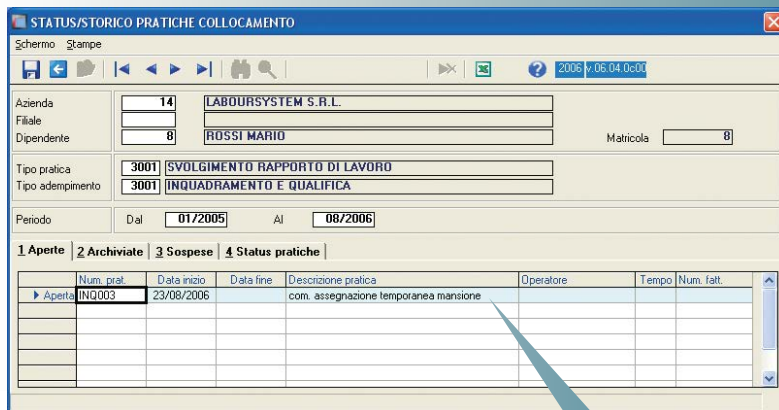 STATUS/STORICO PRATICHE COLLOCAMENTO
Schermo Stampe
2006 v.06.04.0c00
Azienda 14 LABOURSYSTEM S.R.L.
Filiale
Dipendente 8 ROSSI MARIO Matricola 8
Tipo pratica 3001 SVOLGIMENTO RAPPORTO DI LAVORO
Tipo adempimento 3001 INQUADRAMENTO E QUALIFICA
Periodo Dal 01/2005 Al 08/2006
1 Aperte 2 Archiviate 3 Sospese 4 Status pratiche
Num. prat. Data inizio Data fine Descrizione pratica Operatore Tempo Num. fatt.
Aperta INQ003 23/08/2006 com. assegnazione temporanea mansione